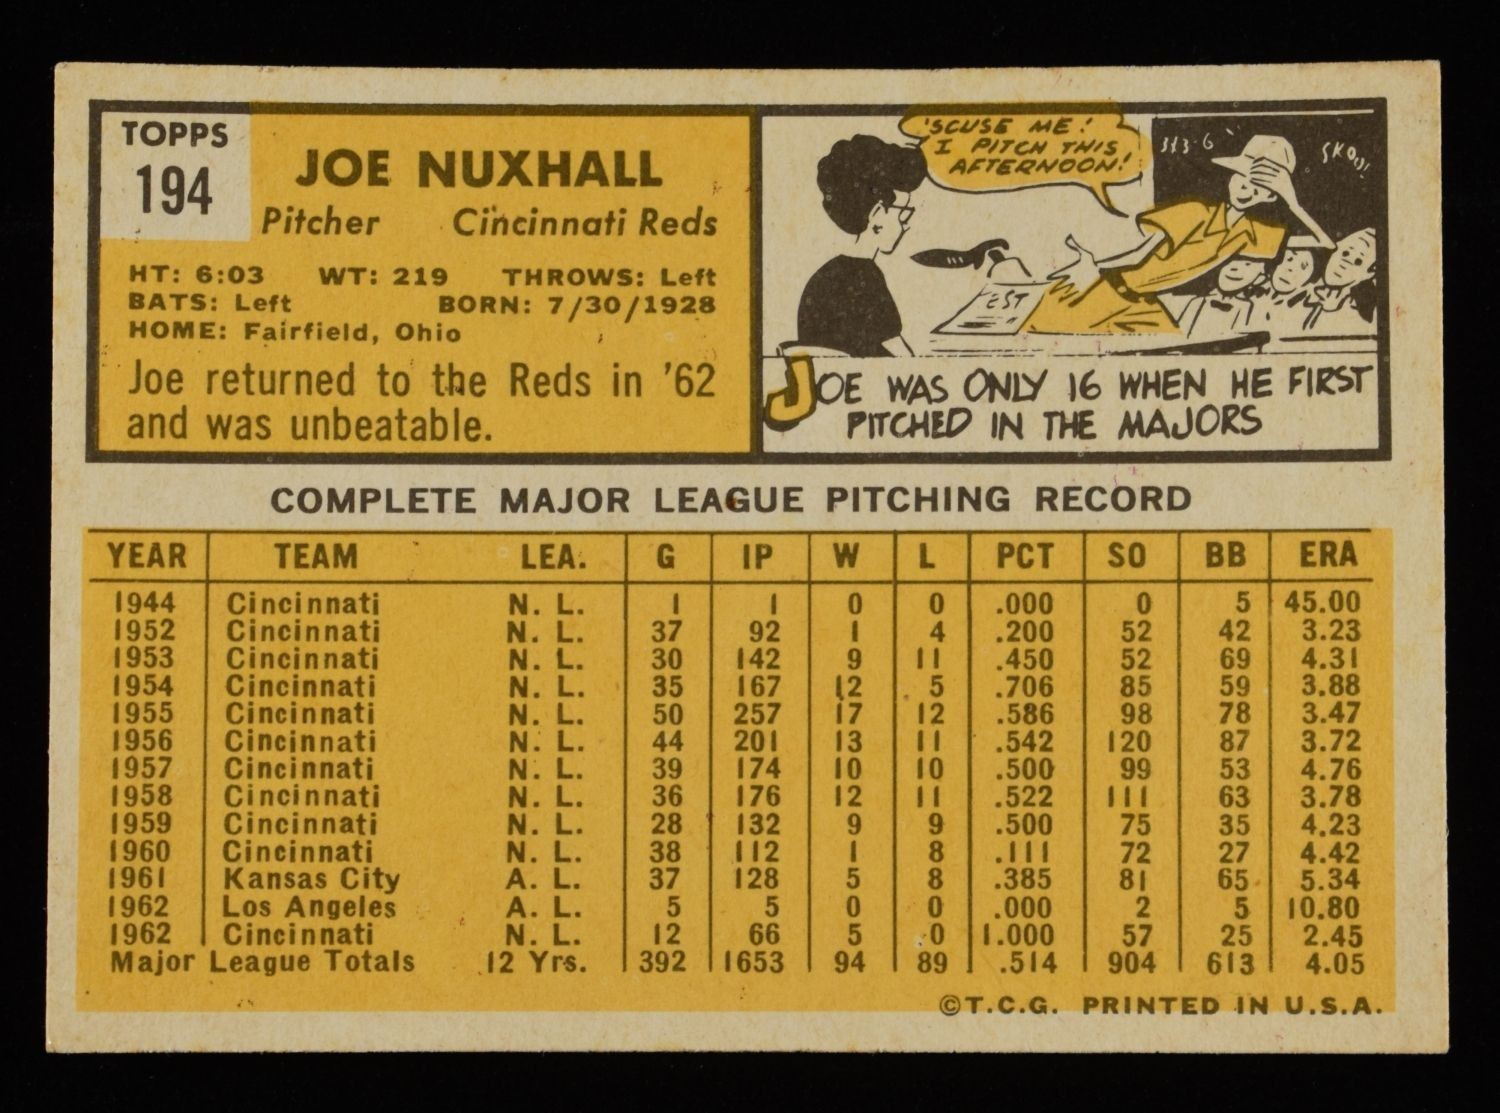 TOPPS
194
JOE NUXHALL
Pitcher Cincinnati Reds
HT: 6:03 WT: 219 THROWS: Left
BATS: Left BORN: 7/30/1928
HOME: Fairfield, Ohio
Joe returned to the Reds in '62
and was unbeatable.
'SCUSE ME!
I PITCH THIS
AFTERNOON!
TEST
JOE WAS ONLY 16 WHEN HE FIRST
PITCHED IN THE MAJORS
COMPLETE MAJOR LEAGUE PITCHING RECORD
YEAR TEAM LEA. G IP W L PCT SO BB ERA
1944 Cincinnati N. L. 1 1 0 0 .000 0 5 45.00
1952 Cincinnati N. L. 37 92 1 4 .200 52 42 3.23
1953 Cincinnati N. L. 30 142 9 11 .450 52 69 4.31
1954 Cincinnati N. L. 35 167 12 5 .706 85 59 3.88
1955 Cincinnati N. L. 50 257 17 12 .586 98 78 3.47
1956 Cincinnati N. L. 44 201 13 11 .542 120 87 3.72
1957 Cincinnati N. L. 39 174 10 10 .500 99 53 4.76
1958 Cincinnati N. L. 36 176 12 11 .522 111 63 3.78
1959 Cincinnati N. L. 28 132 9 9 .500 75 35 4.23
1960 Cincinnati N. L. 38 112 1 8 .111 72 27 4.42
1961 Kansas City A. L. 37 128 5 8 .385 81 65 5.34
1962 Los Angeles A. L. 5 5 0 0 .000 2 5 10.80
1962 Cincinnati N. L. 12 66 5 0 1.000 57 25 2.45
Major League Totals 12 Yrs. 392 1653 94 89 .514 904 613 4.05
©T.C.G. PRINTED IN U.S.A.